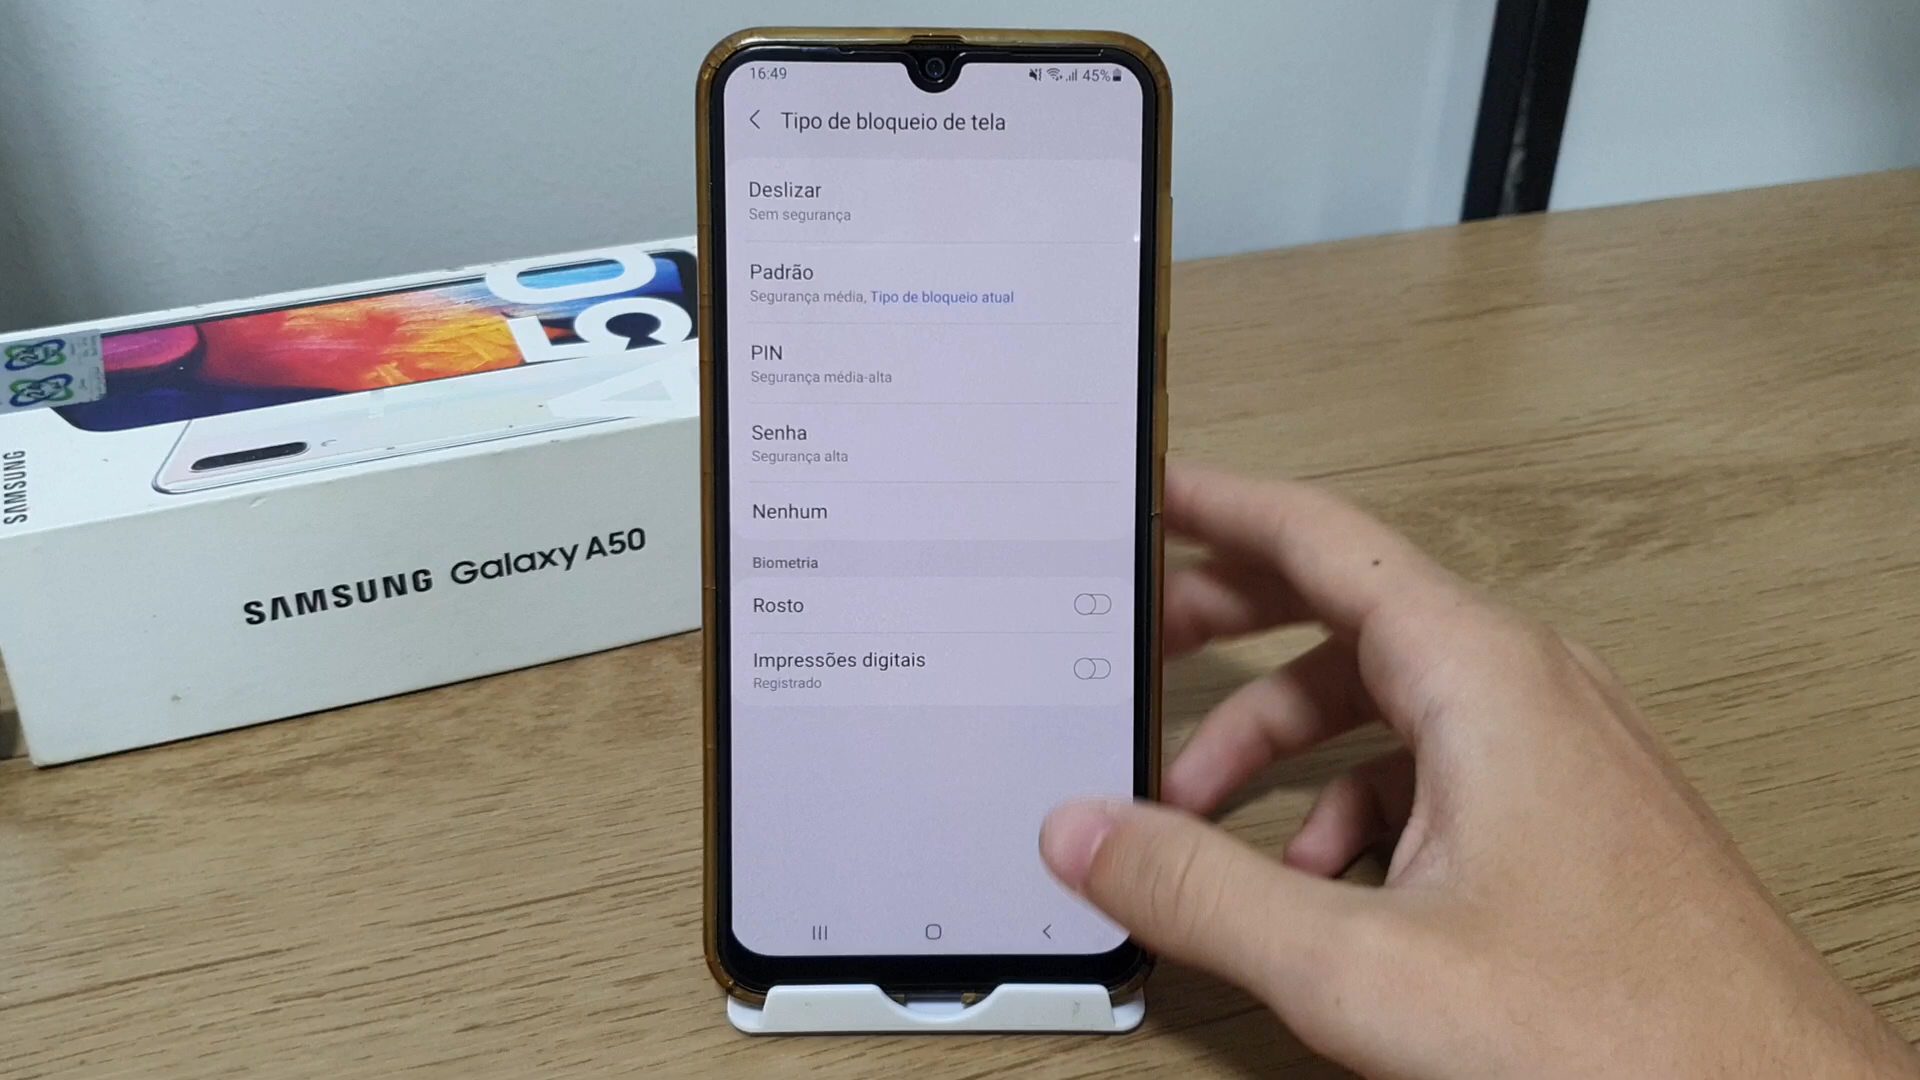 16:49
45%
Tipo de bloqueio de tela
Deslizar
Sem segurança
Padrão
Segurança média, Tipo de bloqueio atual
PIN
Segurança média-alta
Senha
Segurança alta
Nenhum
Biometria
Rosto
Impressões digitais
Registrado
A50
SAMSUNG
SAMSUNG Galaxy A50